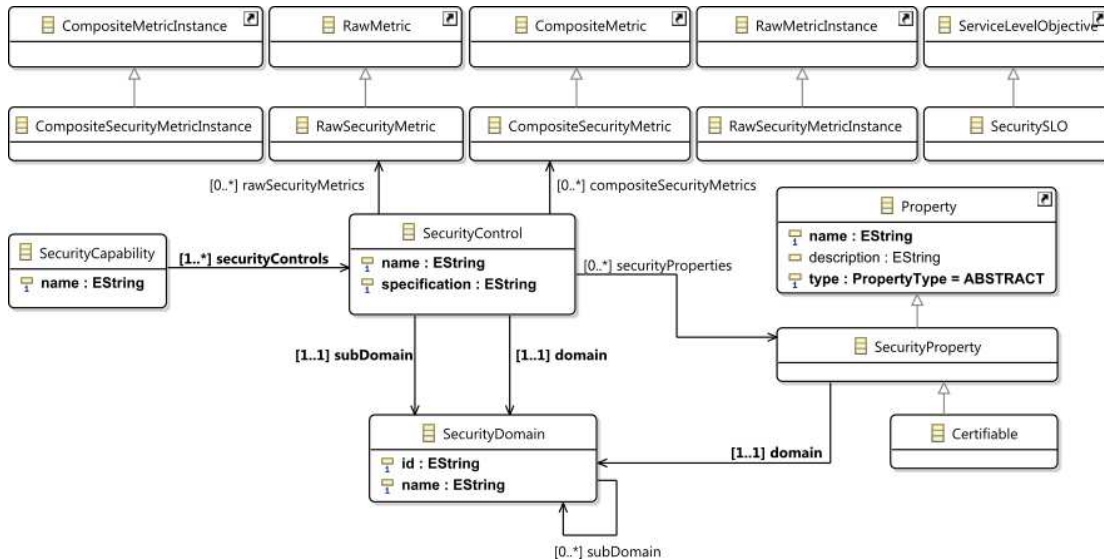 CompositeMetricInstance
RawMetric
CompositeMetric
RawMetricInstance
ServiceLevelObjective
CompositeSecurityMetricInstance
RawSecurityMetric
CompositeSecurityMetric
RawSecurityMetricInstance
SecuritySLO
[0..*] rawSecurityMetrics
[0..*] compositeSecurityMetrics
Property
name : EString
description : EString
type : PropertyType = ABSTRACT
SecurityCapability
name : EString
[1..*] securityControls
SecurityControl
name : EString
specification : EString
[0..*] securityProperties
[1..1] subDomain
[1..1] domain
SecurityProperty
SecurityDomain
id : EString
name : EString
[1..1] domain
Certifiable
[0..*] subDomain